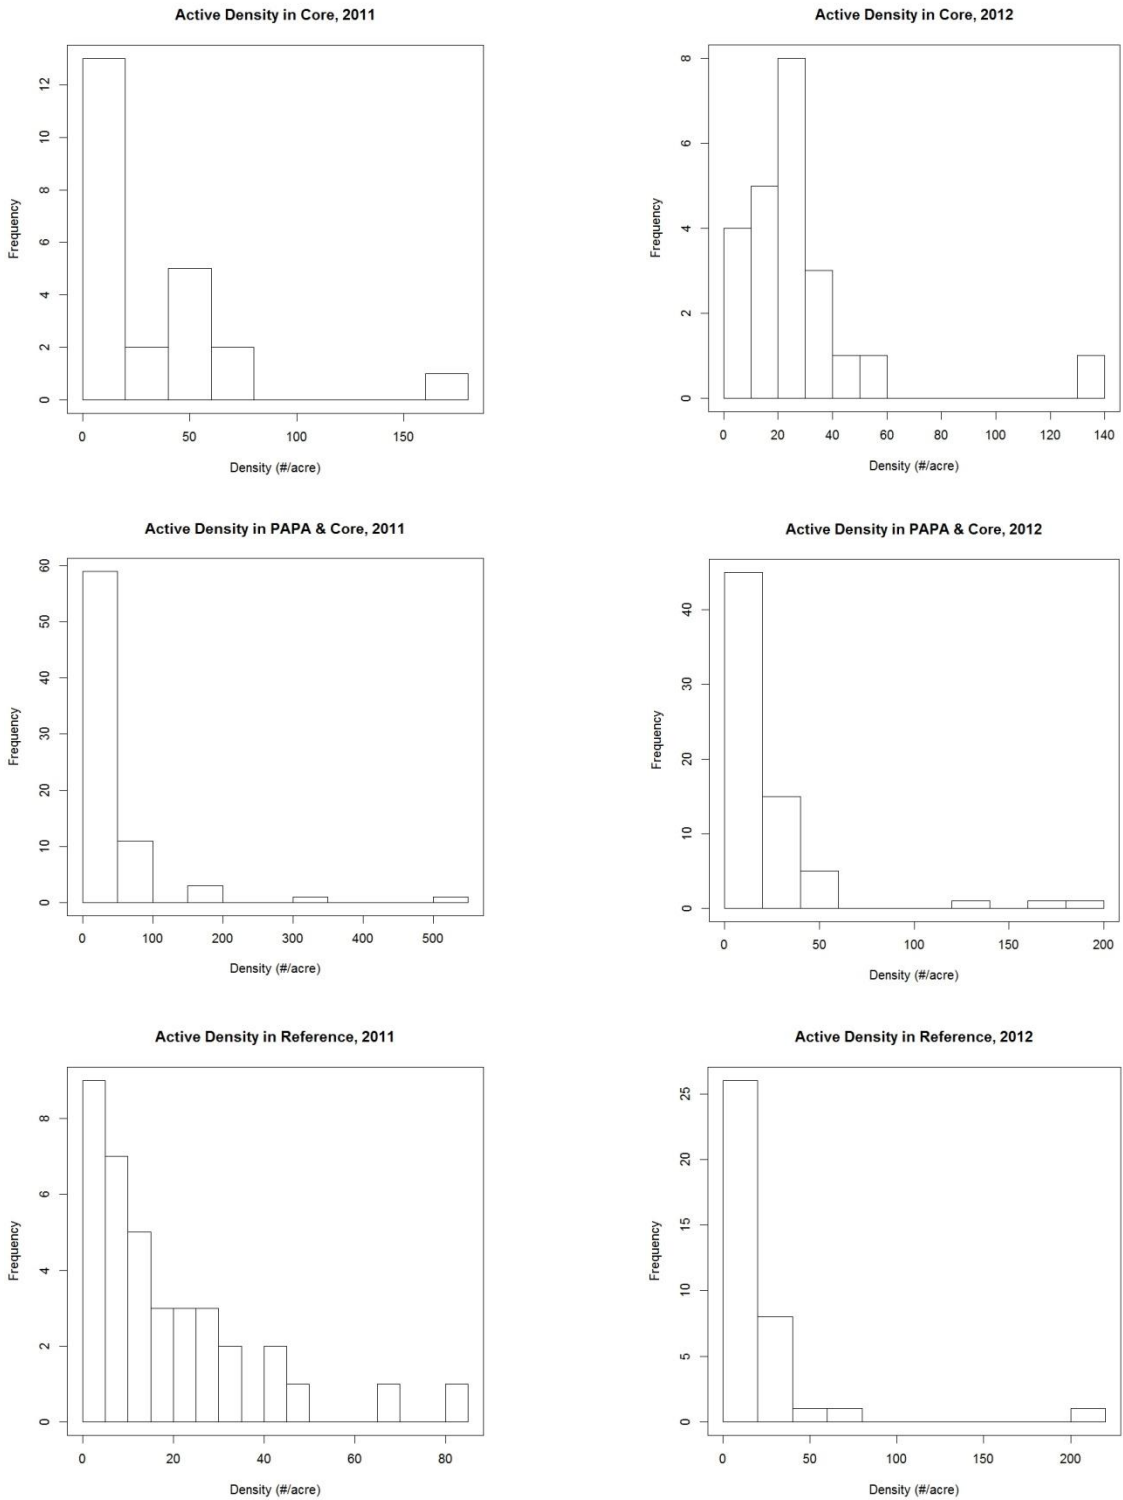 Active Density in Core, 2011
Frequency
0 2 4 6 8 10 12
0 50 100 150
Density (#/acre)
Active Density in Core, 2012
Frequency
0 2 4 6 8
0 20 40 60 80 100 120 140
Density (#/acre)
Active Density in PAPA & Core, 2011
Frequency
0 10 20 30 40 50 60
0 100 200 300 400 500
Density (#/acre)
Active Density in PAPA & Core, 2012
Frequency
0 10 20 30 40
0 50 100 150 200
Density (#/acre)
Active Density in Reference, 2011
Frequency
0 2 4 6 8
0 20 40 60 80
Density (#/acre)
Active Density in Reference, 2012
Frequency
0 5 10 15 20 25
0 50 100 150 200
Density (#/acre)